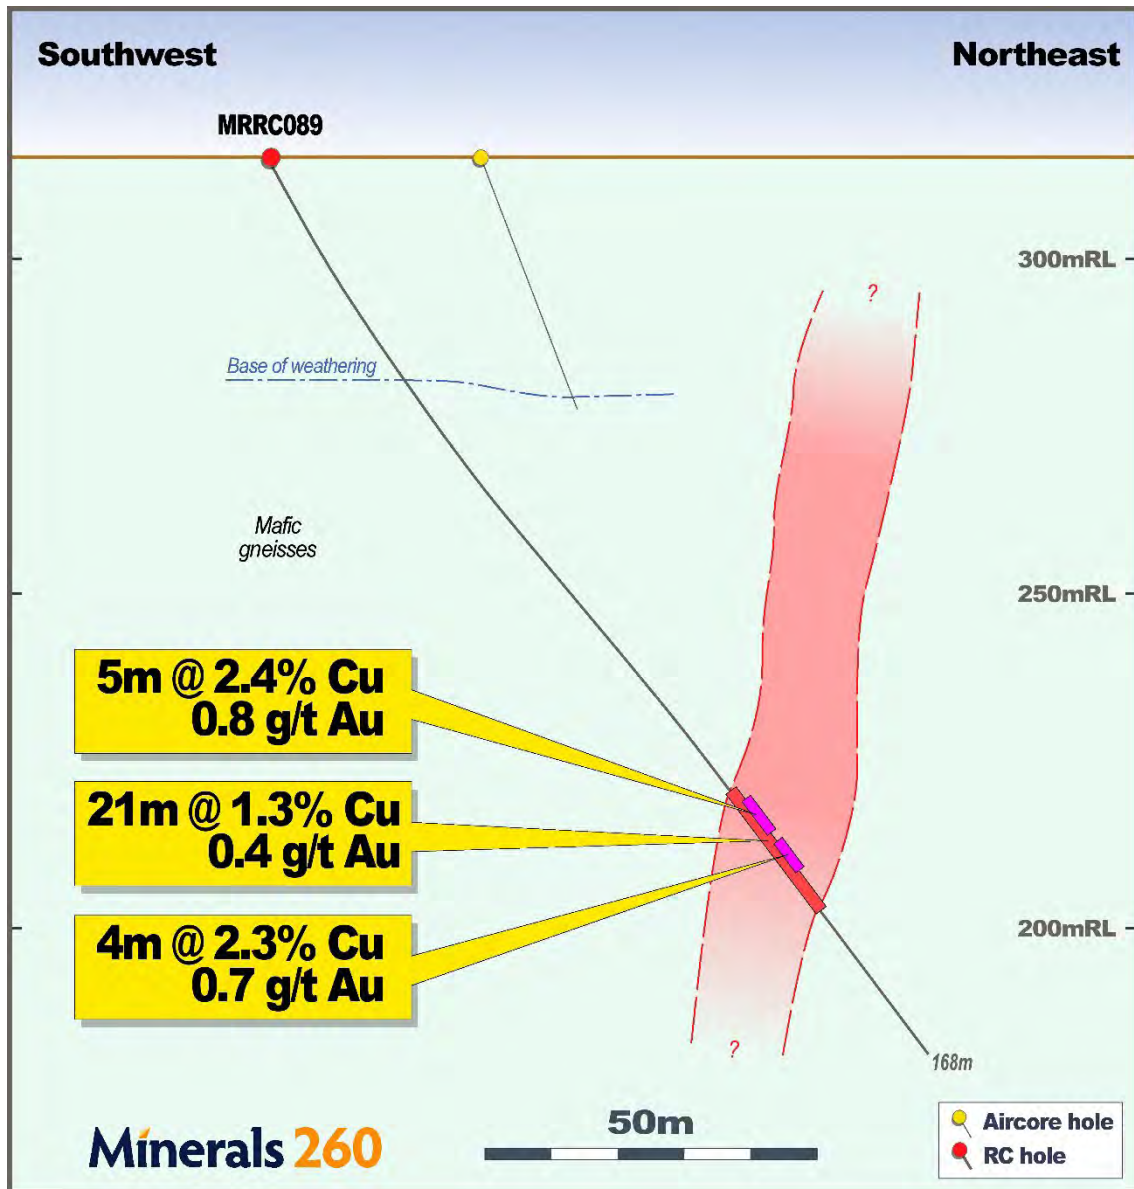 Southwest
Northeast
MRRC089
300mRL
?
Base of weathering
Mafic
gneisses
250mRL
5m @ 2.4% Cu
0.8 g/t Au
21m @ 1.3% Cu
0.4 g/t Au
200mRL
4m @ 2.3% Cu
0.7 g/t Au
?
168m
50m
Minerals 260
Aircore hole
RC hole